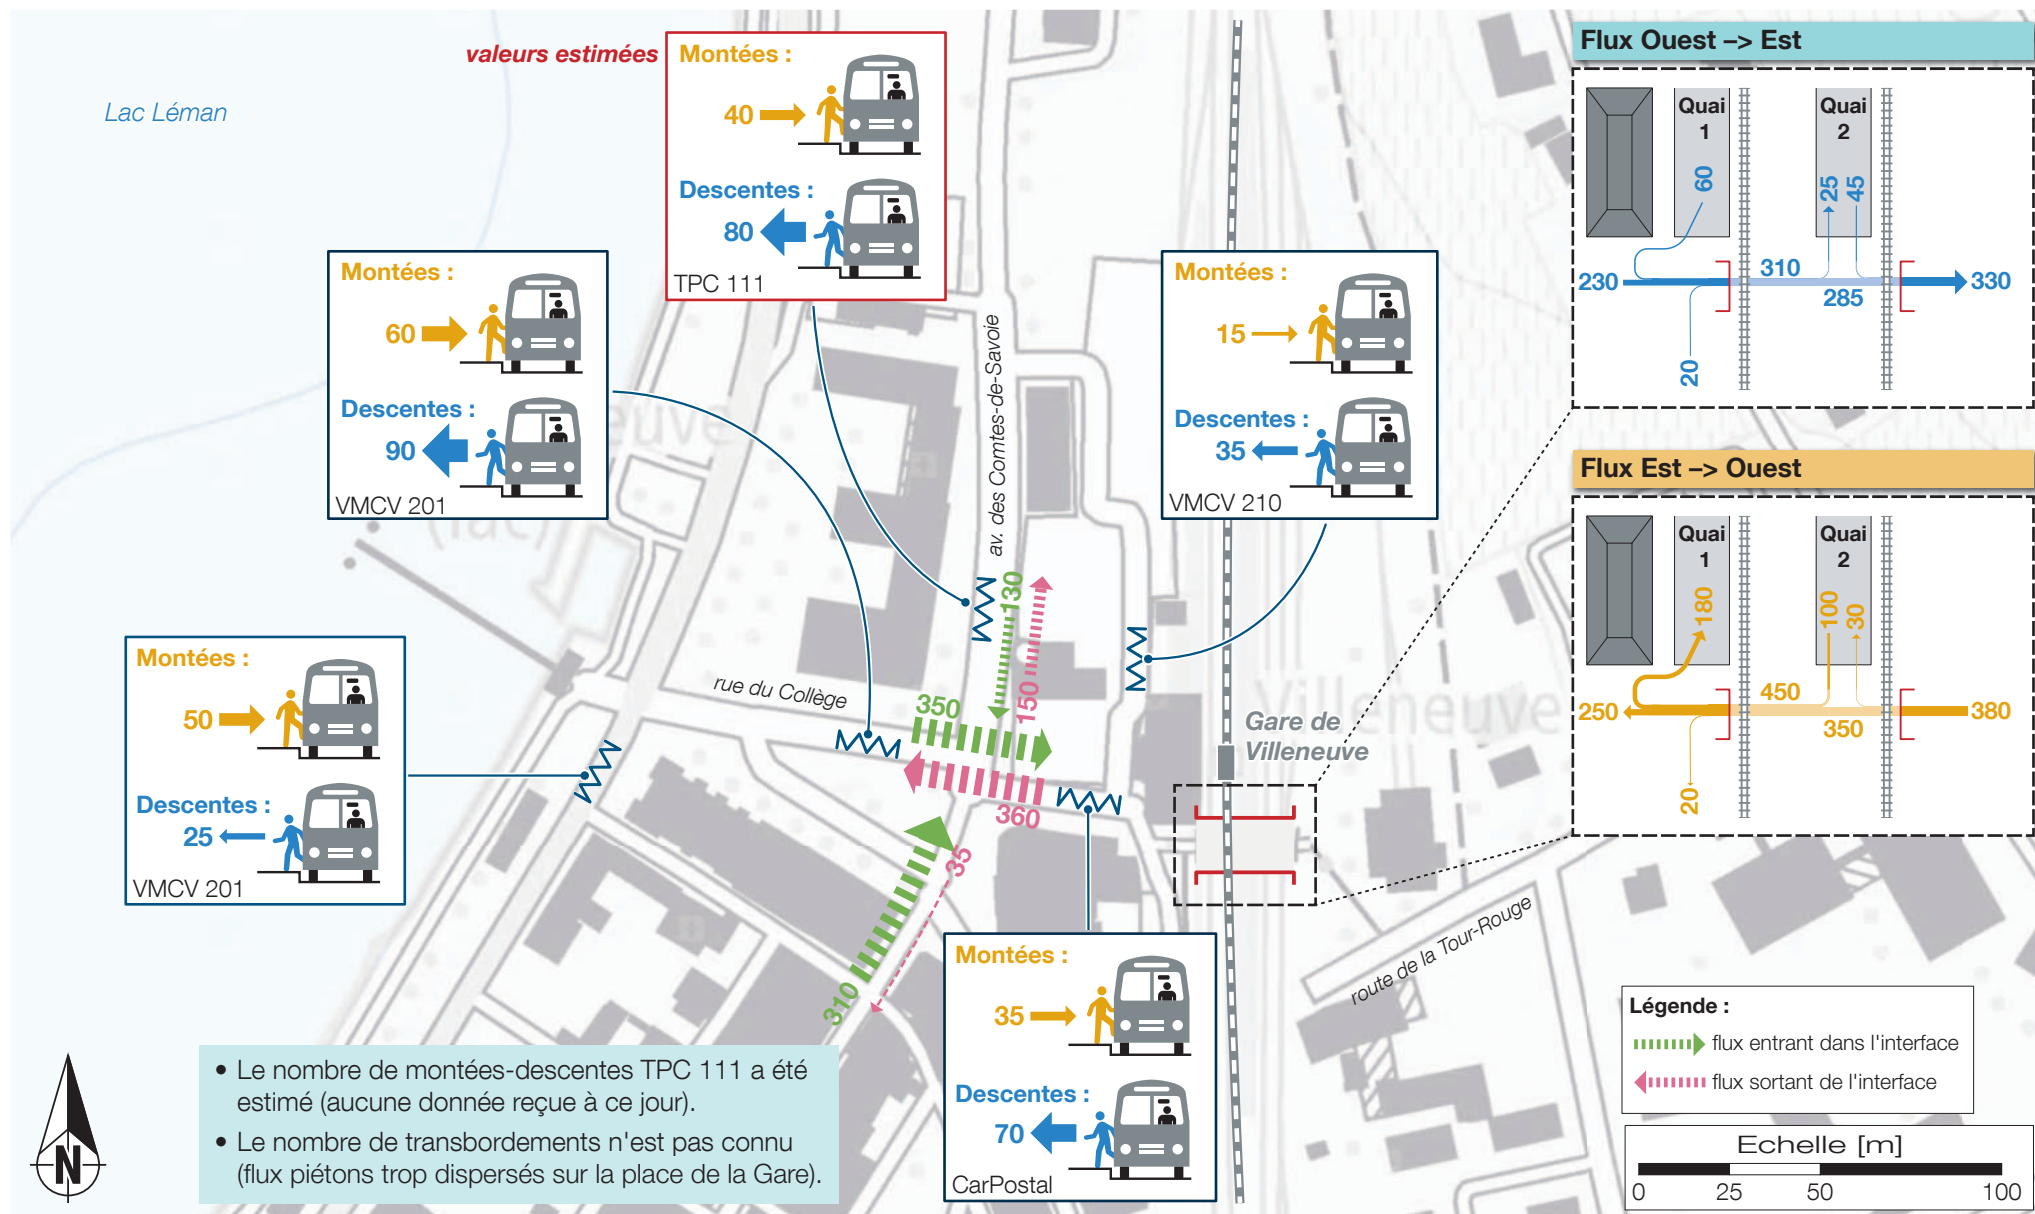 Lac Léman
valeurs estimées
Montées :
40
Descentes :
80
TPC 111
Montées :
60
Descentes :
90
VMCV 201
Montées :
15
Descentes :
35
VMCV 210
Montées :
50
Descentes :
25
VMCV 201
Montées :
35
Descentes :
70
CarPostal
av. des Comtes-de-Savoie
rue du Collège
130
150
350
360
35
310
Gare de
Villeneuve
Villeneuve
euve
(lac)
route de la Tour-Rouge
Flux Ouest –> Est
Quai
1
Quai
2
60
25
45
230
310
285
330
20
Flux Est –> Ouest
Quai
1
Quai
2
180
100
30
250
450
350
380
20
Légende :
flux entrant dans l'interface
flux sortant de l'interface
Echelle [m]
0 25 50 100
N
• Le nombre de montées-descentes TPC 111 a été
estimé (aucune donnée reçue à ce jour).
• Le nombre de transbordements n'est pas connu
(flux piétons trop dispersés sur la place de la Gare).